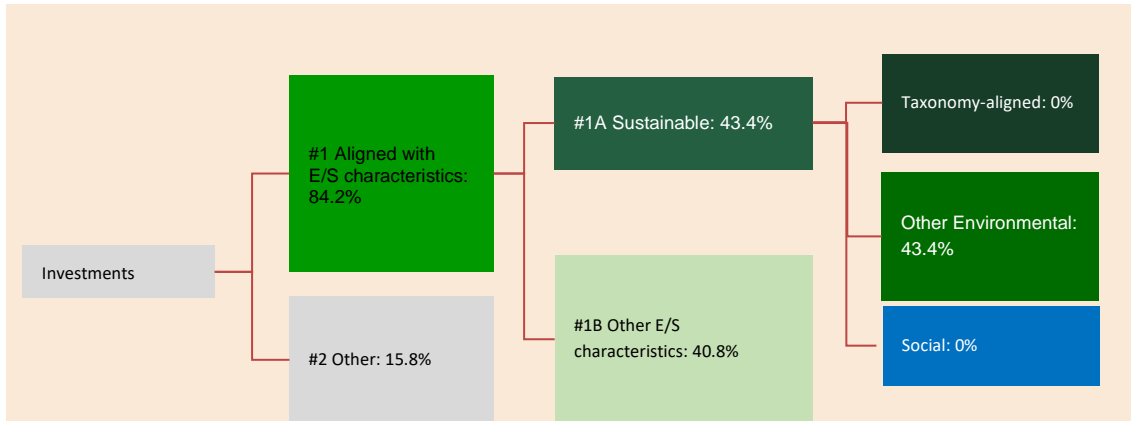 Investments
#1 Aligned with
E/S characteristics:
84.2%
#2 Other: 15.8%
#1A Sustainable: 43.4%
#1B Other E/S
characteristics: 40.8%
Taxonomy-aligned: 0%
Other Environmental:
43.4%
Social: 0%